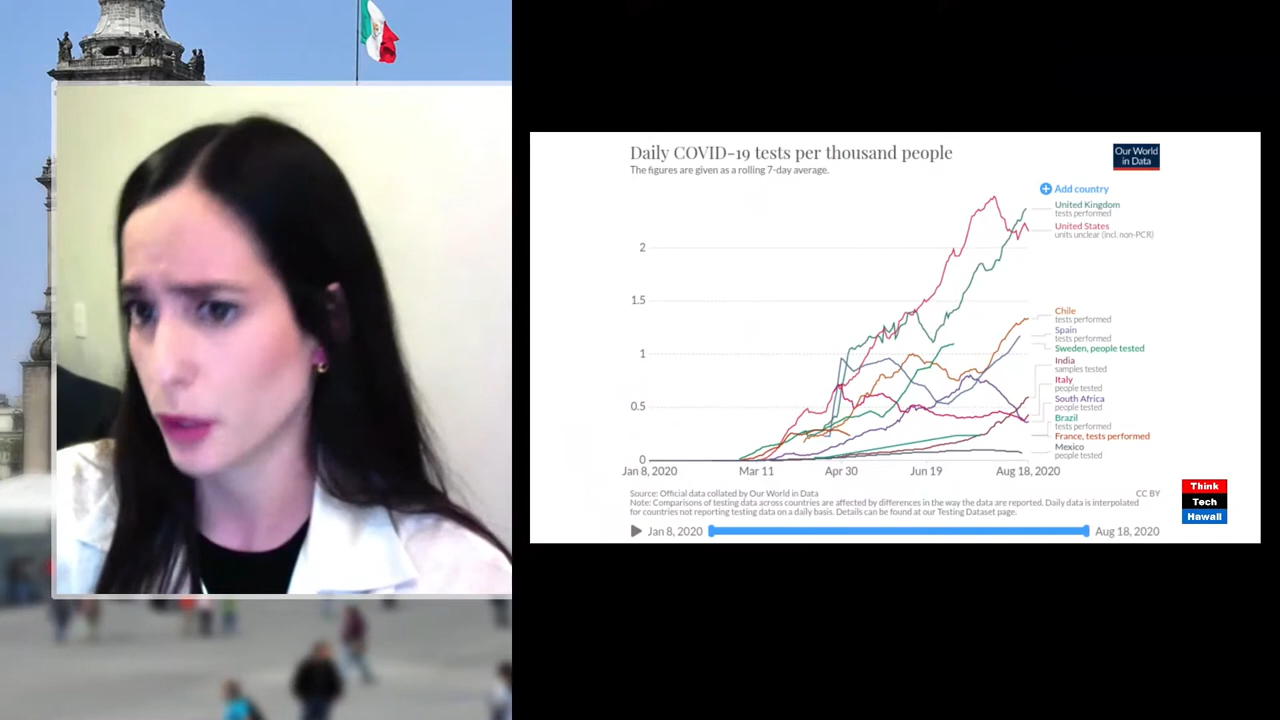 Daily COVID-19 tests per thousand people
The figures are given as a rolling 7-day average.
Our World
in Data
Add country
United Kingdom
tests performed
United States
units unclear (incl. non-PCR)
2
1.5
Chile
tests performed
Spain
tests performed
Sweden, people tested
1
India
samples tested
Italy
people tested
South Africa
people tested
0.5
Brazil
tests performed
France, tests performed
Mexico
people tested
0
Jan 8, 2020
Mar 11
Apr 30
Jun 19
Aug 18, 2020
Source: Official data collated by Our World in Data
CC BY
Note: Comparisons of testing data across countries are affected by differences in the way the data are reported. Daily data is interpolated
for countries not reporting testing data on a daily basis. Details can be found at our Testing Dataset page.
Jan 8, 2020
Aug 18, 2020
Think
Tech
Hawaii